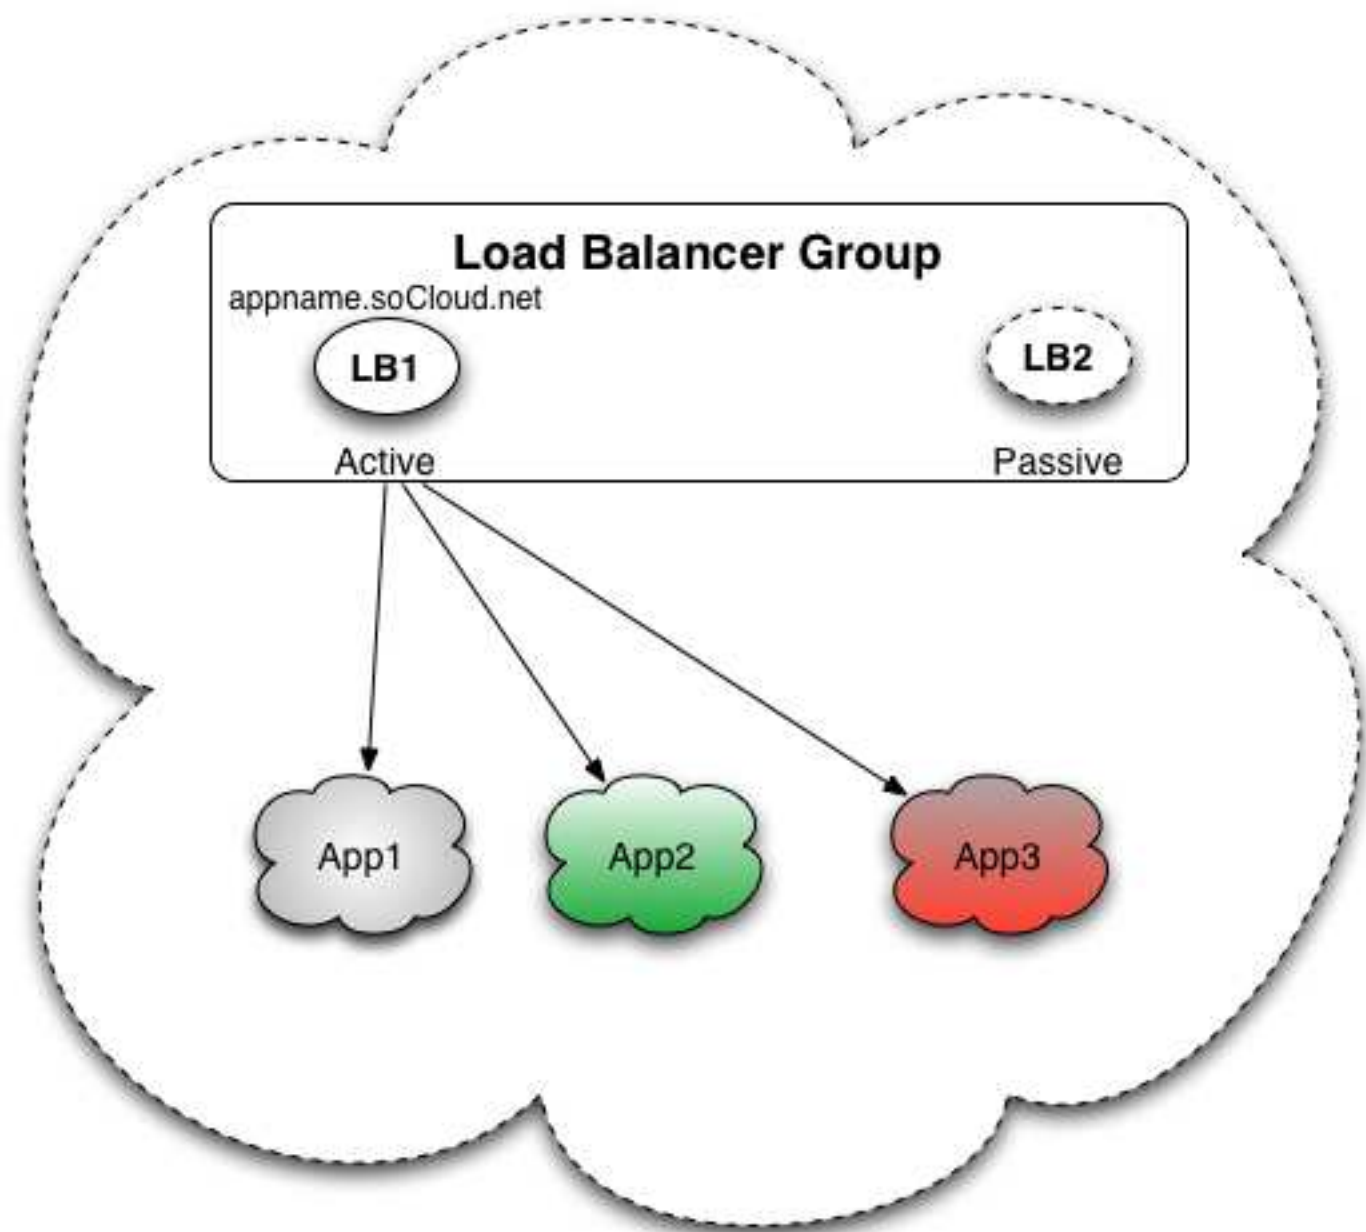 Load Balancer Group
appname.soCloud.net
LB1
LB2
Active
Passive
App1
App2
App3